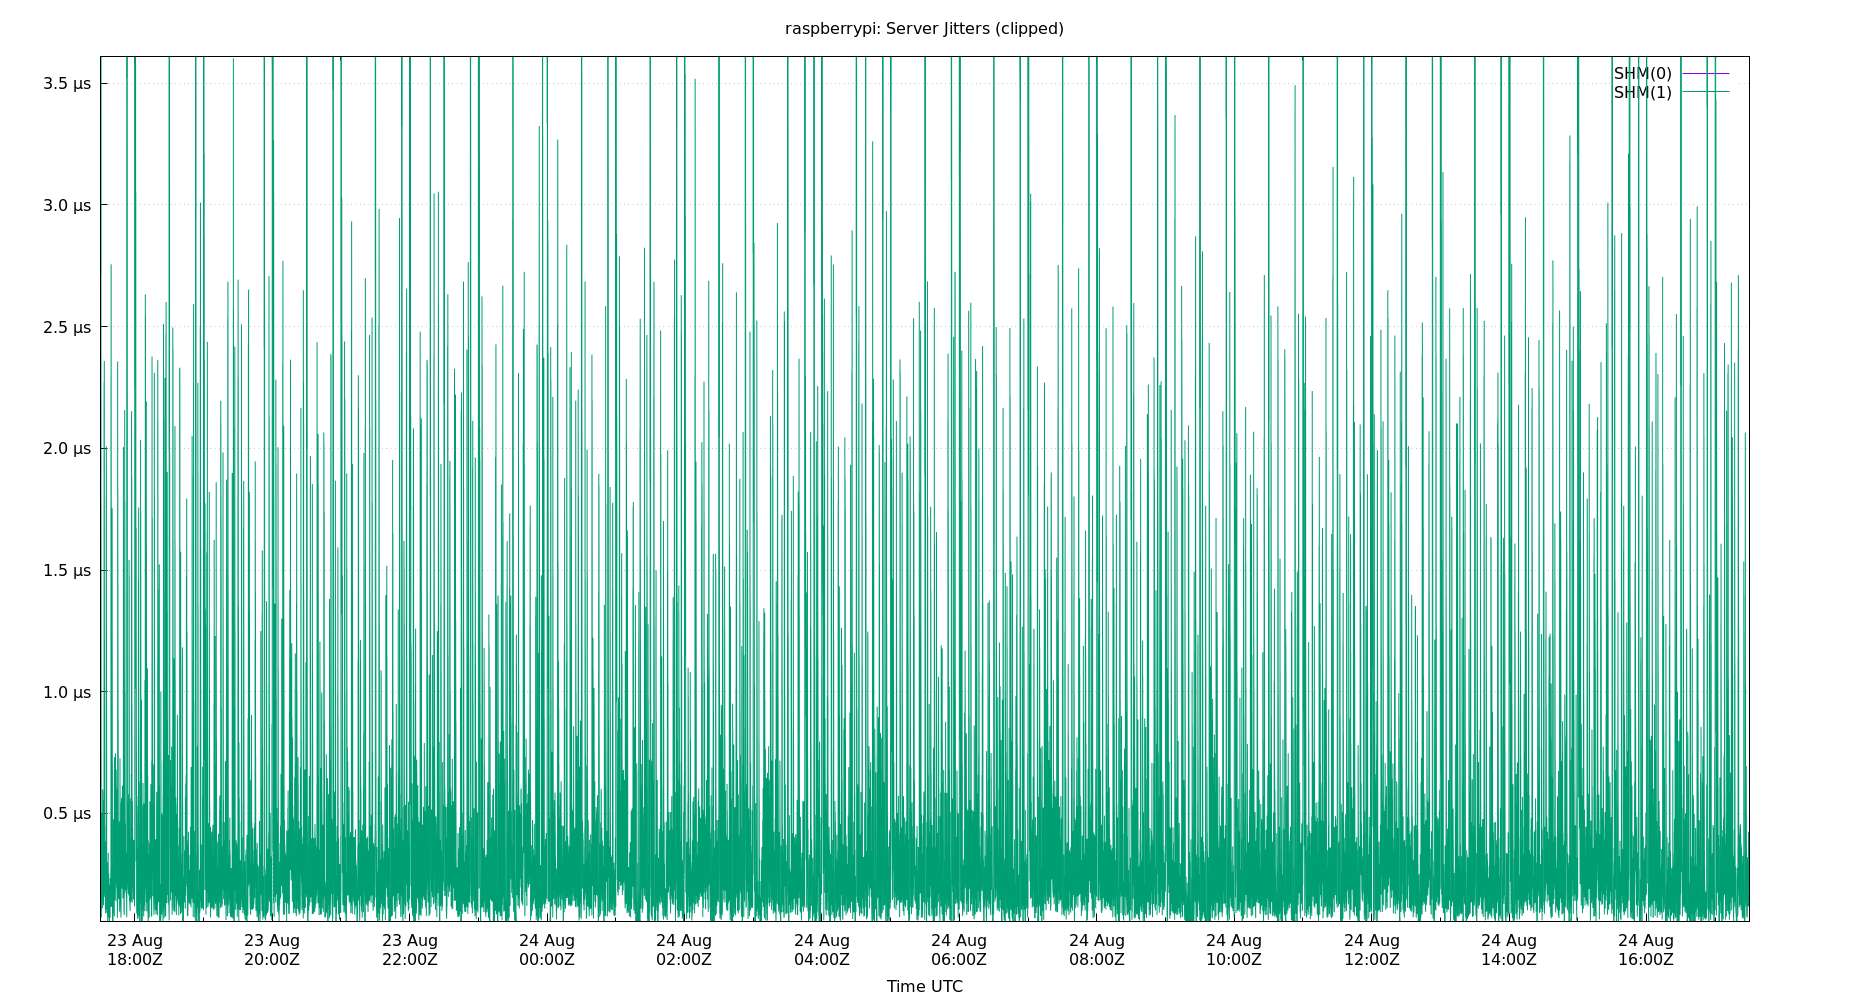 raspberrypi: Server Jitters (clipped)
SHM(0)
SHM(1)
3.5 µs
3.0 µs
2.5 µs
2.0 µs
1.5 µs
1.0 µs
0.5 µs
23 Aug 23 Aug 23 Aug 24 Aug 24 Aug 24 Aug 24 Aug 24 Aug 24 Aug 24 Aug 24 Aug 24 Aug
18:00Z 20:00Z 22:00Z 00:00Z 02:00Z 04:00Z 06:00Z 08:00Z 10:00Z 12:00Z 14:00Z 16:00Z
Time UTC